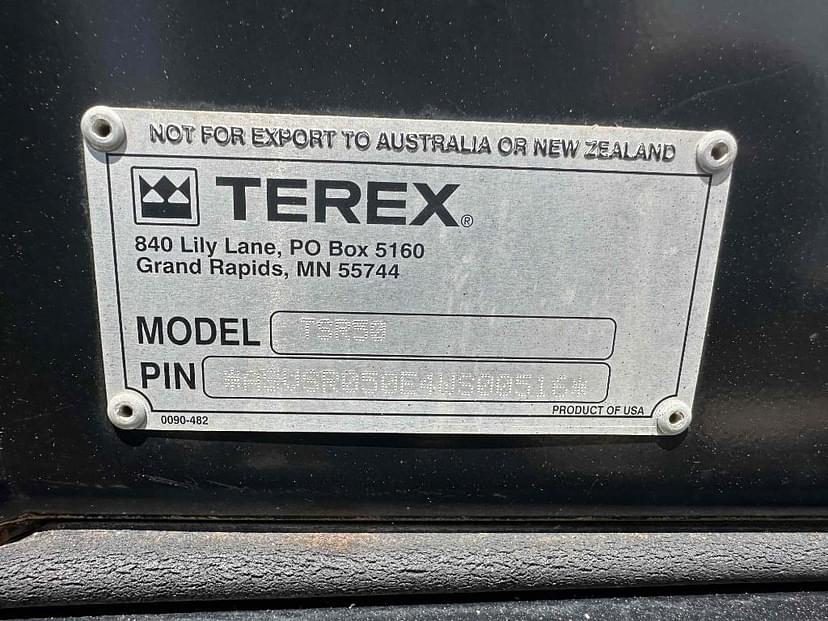 NOT FOR EXPORT TO AUSTRALIA OR NEW ZEALAND
TEREX®
840 Lily Lane, PO Box 5160
Grand Rapids, MN 55744
MODEL TSR50
PIN
PRODUCT OF USA
0090-482